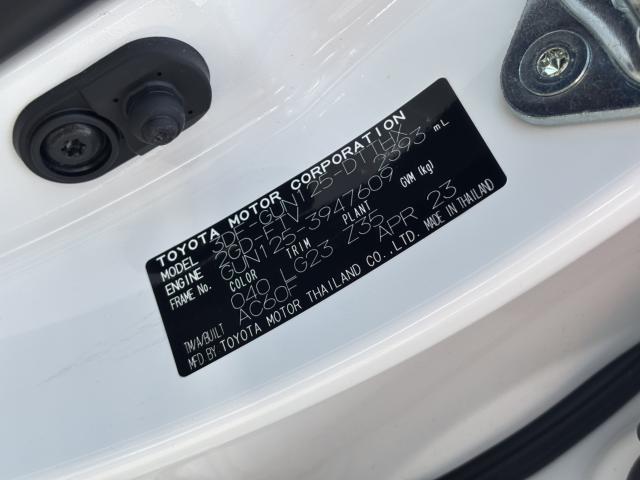 TOYOTA MOTOR CORPORATION
MODEL 3DF-GUN125-DTTHX
ENGINE 2GD-FTV 2393 mL
FRAME No. GUN125-3947609
COLOR TRIM PLANT GVM (kg)
040 LG23 Z35
TM/A/BUILT AC60F APR 23
MFD BY TOYOTA MOTOR THAILAND CO.,LTD. MADE IN THAILAND